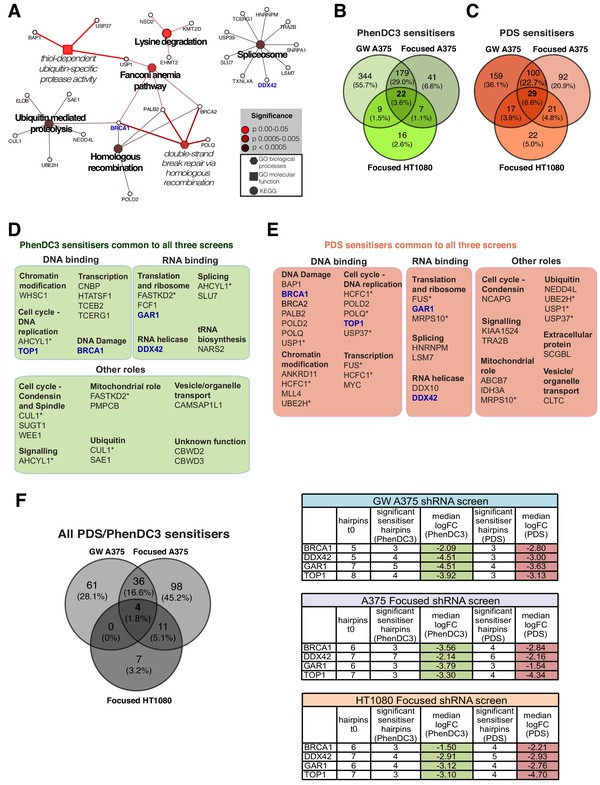 A
USP37
BAP1
NSD2
KMT2D
HNRNPM
TCERG1
TRA2B
USP39
Lysine degradation
Spliceosome
SNRPA1
SLU7
LSM7
TXNL4A
DDX42
thiol-dependent
ubiquitin-specific
protease activity
USP1
EHMT2
Fanconi anemia
pathway
ELOB
SAE1
PALB2
BRCA2
Ubiquitin mediated
proteolysis
BRCA1
CUL1
NEDD4L
UBE2H
POLQ
Homologous
recombination
double-strand
break repair via
homologous
recombination
POLD2
Significance
p 0.00-0.05
p 0.0005-0.005
p < 0.0005
GO biological
processes
GO molecular
function
KEGG
B
PhenDC3 sensitisers
GW A375
Focused A375
344
(55.7%)
179
(29.0%)
41
(6.6%)
22
(3.6%)
9
(1.5%)
7
(1.1%)
16
(2.6%)
Focused HT1080
C
PDS sensitisers
GW A375
Focused A375
159
(36.1%)
100
(22.7%)
92
(20.9%)
29
(6.6%)
17
(3.9%)
21
(4.8%)
22
(5.0%)
Focused HT1080
D
PhenDC3 sensitisers common to all three screens
DNA binding
RNA binding
Chromatin
modification
WHSC1
Cell cycle -
DNA
replication
AHCYL1*
TOP1
Transcription
CNBP
HTATSF1
TCEB2
TCERG1
DNA Damage
BRCA1
Translation
and ribosome
FASTKD2*
FCF1
GAR1
RNA helicase
DDX42
Splicing
AHCYL1*
SLU7
tRNA
biosynthesis
NARS2
Other roles
Cell cycle -
Condensin
and Spindle
CUL1*
SUGT1
WEE1
Signalling
AHCYL1*
Mitochondrial role
FASTKD2*
PMPCB
Ubiquitin
CUL1*
SAE1
Vesicle/organelle
transport
CAMSAP1L1
Unknown function
CBWD2
CBWD3
E
PDS sensitisers common to all three screens
DNA binding
RNA binding
Other roles
DNA Damage
BAP1
BRCA1
BRCA2
PALB2
POLD2
POLQ
USP1*
Chromatin
modification
ANKRD11
HCFC1*
MLL4
UBE2H*
Cell cycle -
DNA replication
HCFC1*
POLD2
POLQ
TOP1
USP37*
Transcription
FUS*
HCFC1*
MYC
Translation
and ribosome
FUS*
GAR1
MRPS10*
Splicing
HNRNPM
LSM7
RNA helicase
DDX10
DDX42
Cell cycle -
Condensin
NCAPG
Signalling
KIAA1524
TRA2B
Mitochondrial
role
ABCB7
IDH3A
MRPS10*
Ubiquitin
NEDD4L
UBE2H*
USP1*
USP37*
Extracellular
protein
SCGBL
Vesicle/
organelle
transport
CLTC
F
All PDS/PhenDC3 sensitisers
GW A375
Focused A375
61
(28.1%)
36
(16.6%)
98
(45.2%)
4
(1.8%)
0
(0%)
11
(5.1%)
7
(3.2%)
Focused HT1080
GW A375 shRNA screen
hairpins t0 | significant sensitiser hairpins (PhenDC3) | median logFC (PhenDC3) | significant sensitiser hairpins (PDS) | median logFC (PDS)
BRCA1 5 3 -2.09 3 -2.80
DDX42 5 4 -4.51 3 -3.00
GAR1 7 5 -4.51 4 -3.63
TOP1 8 4 -3.92 3 -3.13
A375 Focused shRNA screen
hairpins t0 | significant sensitiser hairpins (PhenDC3) | median logFC (PhenDC3) | significant sensitiser hairpins (PDS) | median logFC (PDS)
BRCA1 6 3 -3.56 4 -2.84
DDX42 7 7 -2.14 6 -2.16
GAR1 6 3 -3.79 3 -1.54
TOP1 7 3 -3.30 4 -4.34
HT1080 Focused shRNA screen
hairpins t0 | significant sensitiser hairpins (PhenDC3) | median logFC (PhenDC3) | significant sensitiser hairpins (PDS) | median logFC (PDS)
BRCA1 6 3 -1.50 4 -2.21
DDX42 7 4 -2.91 5 -2.93
GAR1 6 4 -3.12 4 -2.76
TOP1 7 3 -3.10 4 -4.70